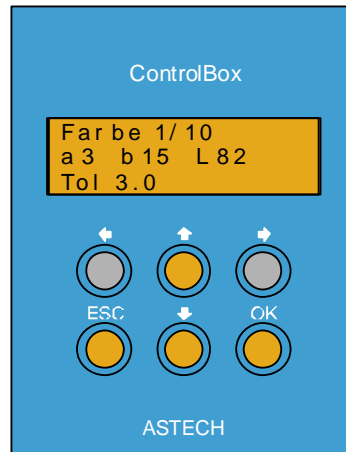 ControlBox
Farbe 1/10
a3 b15 L82
Tol 3.0
ESC OK
ASTECH